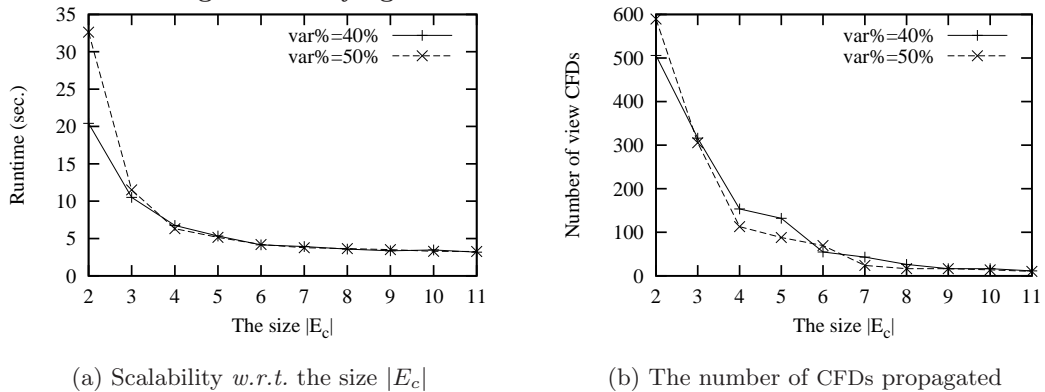 35
30
25
20
15
10
5
0
2 3 4 5 6 7 8 9 10 11
Runtime (sec.)
The size |E_c|
var%=40%
var%=50%
(a) Scalability w.r.t. the size |E_c|
600
500
400
300
200
100
0
2 3 4 5 6 7 8 9 10 11
Number of view CFDs
The size |E_c|
var%=40%
var%=50%
(b) The number of CFDs propagated